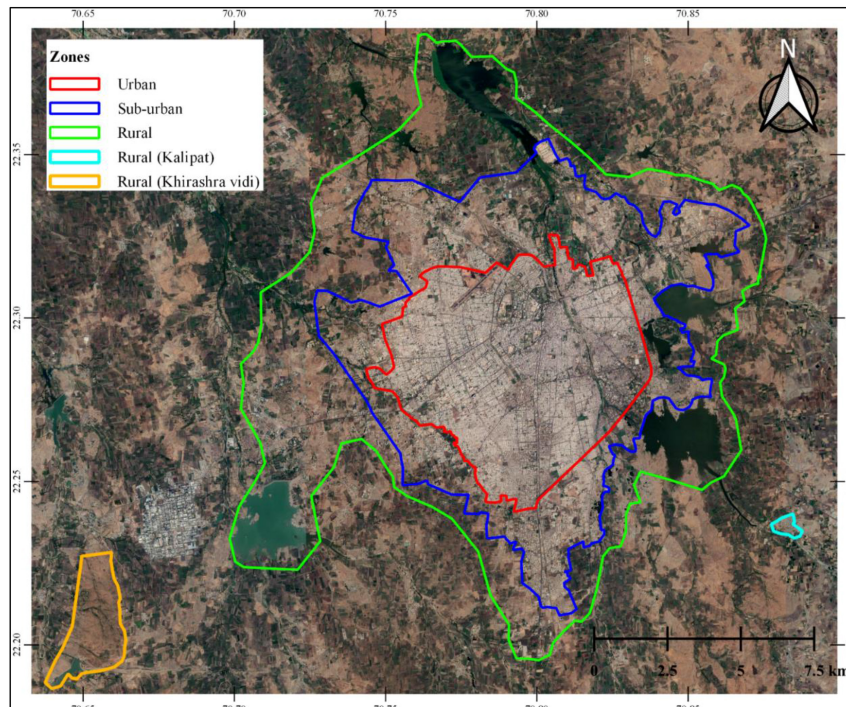 70.65 70.70 70.75 70.80 70.85
Zones
Urban
Sub-urban
Rural
Rural (Kalipat)
Rural (Khirashra vidi)
N
22.35
22.30
22.25
22.20
0 2.5 5 7.5 km